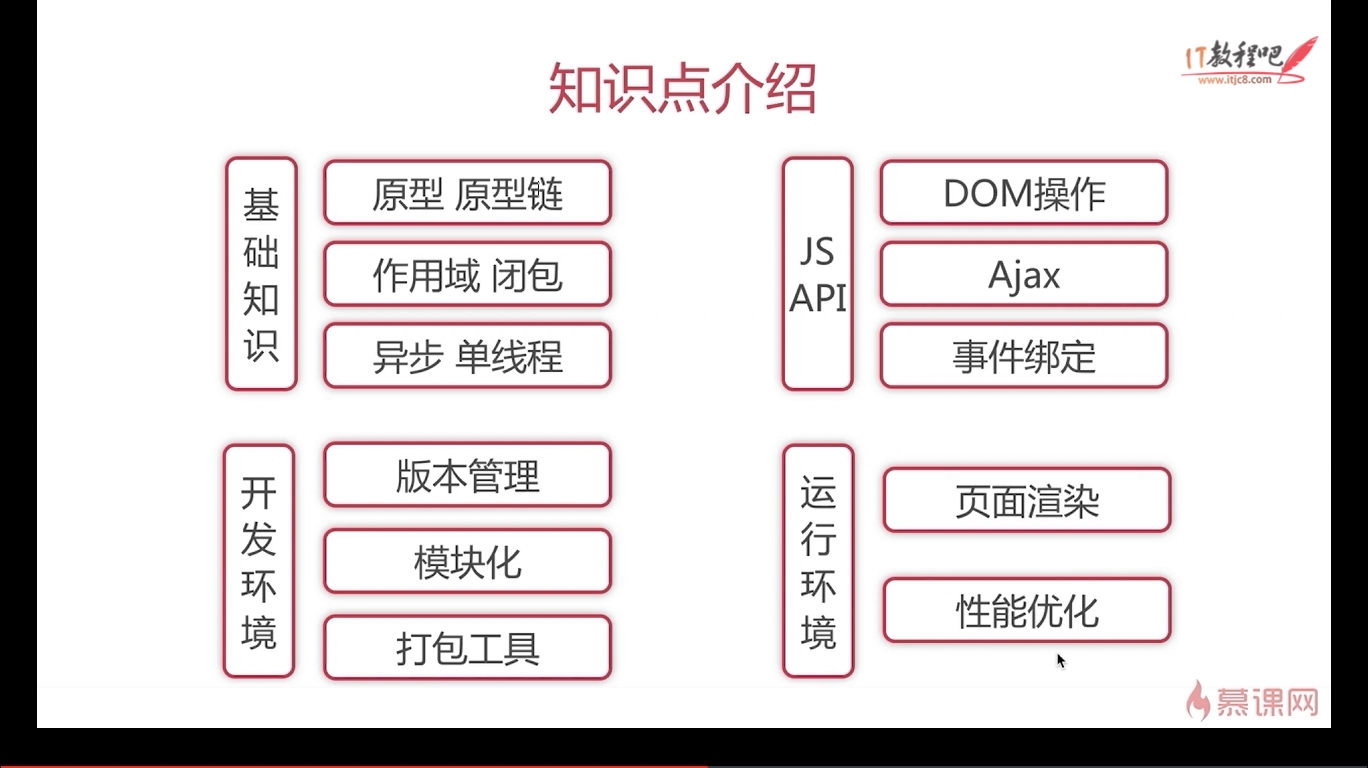 IT教程吧
www.itjc8.com
知识点介绍
基础知识
原型 原型链
作用域 闭包
异步 单线程
JS
API
DOM操作
Ajax
事件绑定
开发环境
版本管理
模块化
打包工具
运行环境
页面渲染
性能优化
慕课网